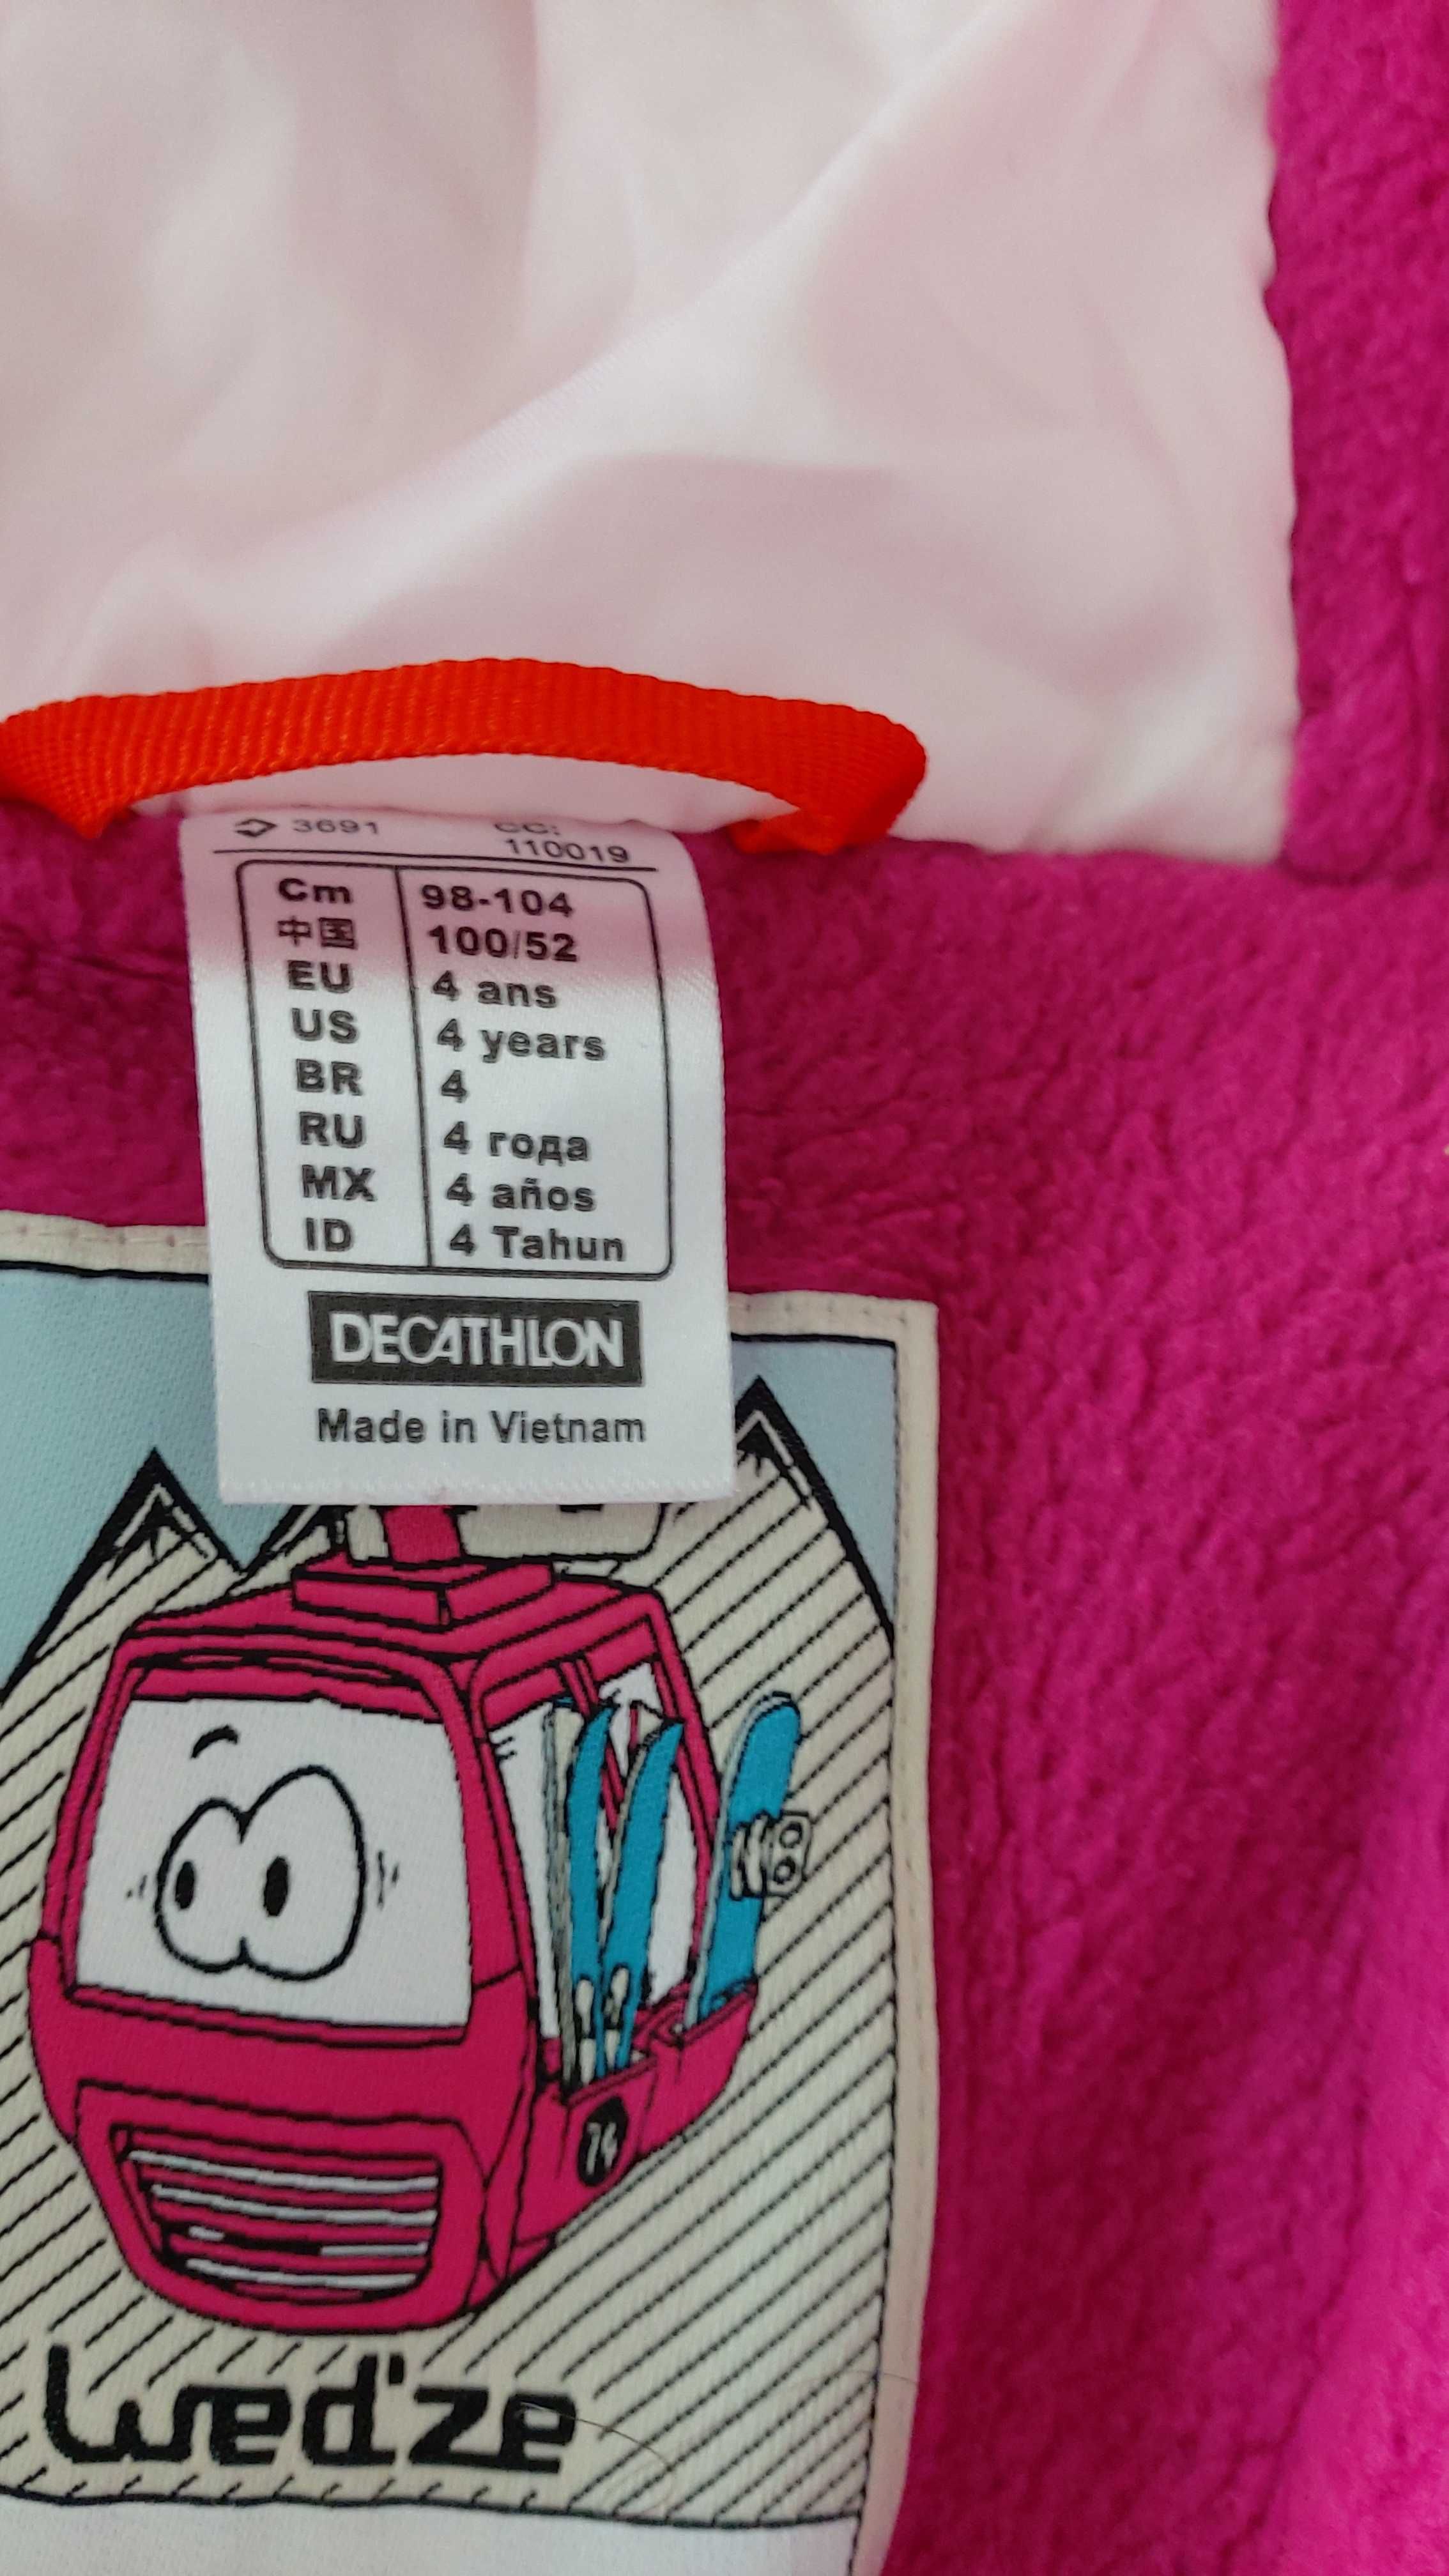 3691 CC:
110019
Cm 98-104
中国 100/52
EU 4 ans
US 4 years
BR 4
RU 4 года
MX 4 años
ID 4 Tahun
DECATHLON
Made in Vietnam
74
Wed'ze